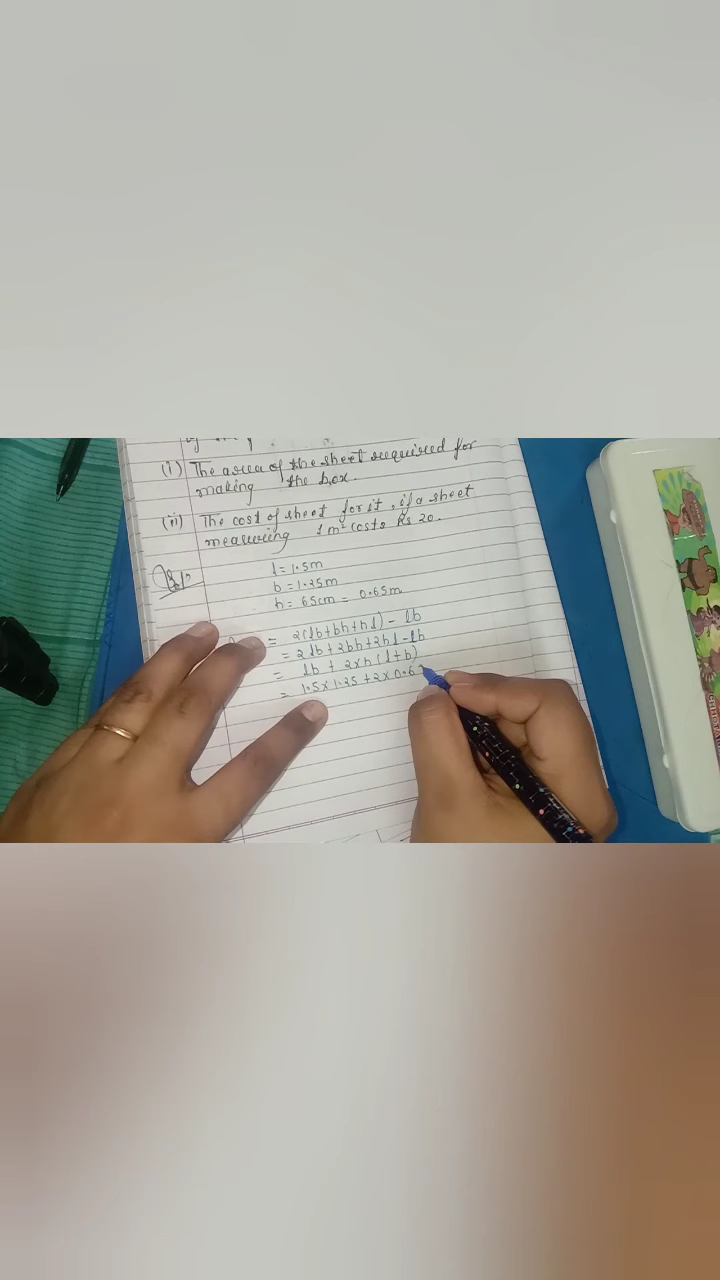 (i) The area of the sheet required for
making the box.
(ii) The cost of sheet for it, if a sheet
measuring 1m² costs Rs 20.
l = 1.5m
b = 1.25m
h = 65cm = 0.65m
= 2(lb+bh+hl) - lb
= 2lb+2bh+2hl-lb
= lb + 2xh(l+b)
= 1.5x1.25+2x0.6